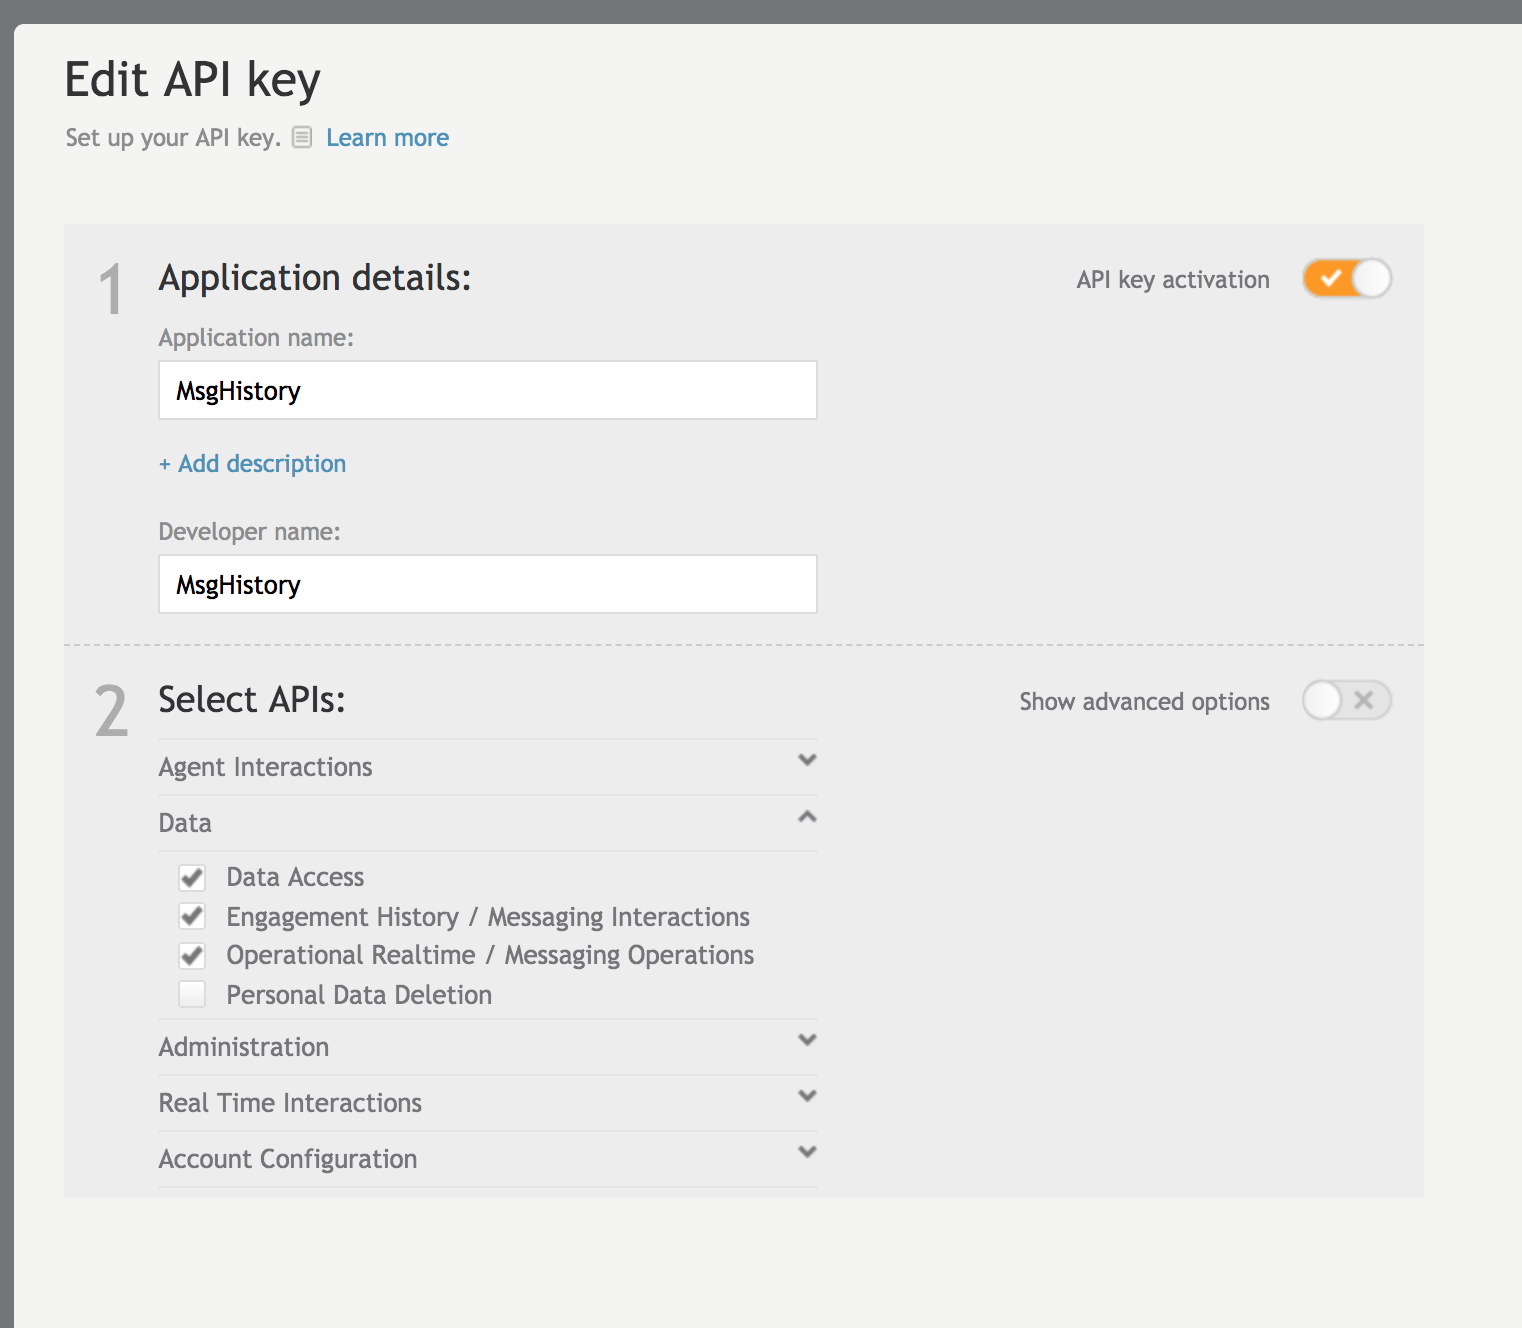 Edit API key
Set up your API key. Learn more
1 Application details: API key activation
Application name:
MsgHistory
+ Add description
Developer name:
MsgHistory
2 Select APIs: Show advanced options
Agent Interactions
Data
Data Access
Engagement History / Messaging Interactions
Operational Realtime / Messaging Operations
Personal Data Deletion
Administration
Real Time Interactions
Account Configuration